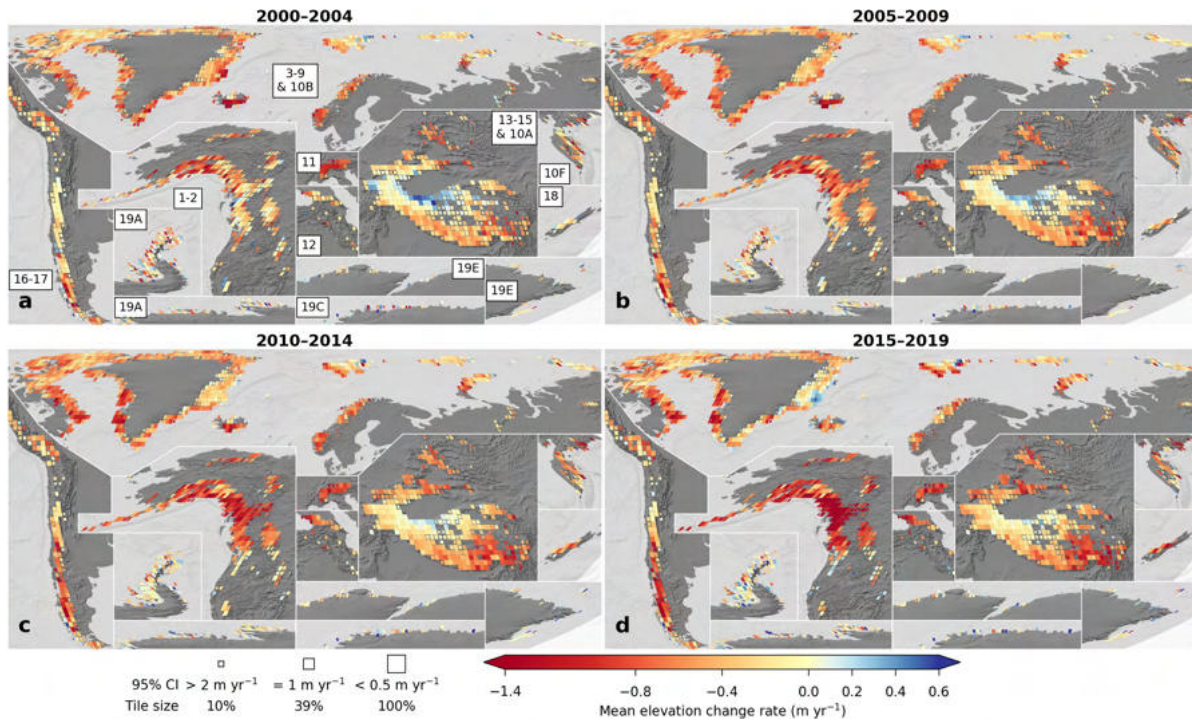 2000–2004
2005–2009
3-9
& 10B
13-15
& 10A
11
10F
1-2
18
19A
12
19E
16-17
19E
a
19A
19C
b
2010–2014
2015–2019
c
d
95% CI > 2 m yr⁻¹ = 1 m yr⁻¹ < 0.5 m yr⁻¹
Tile size 10% 39% 100%
−1.4 −0.8 −0.4 0.0 0.2 0.4 0.6
Mean elevation change rate (m yr⁻¹)